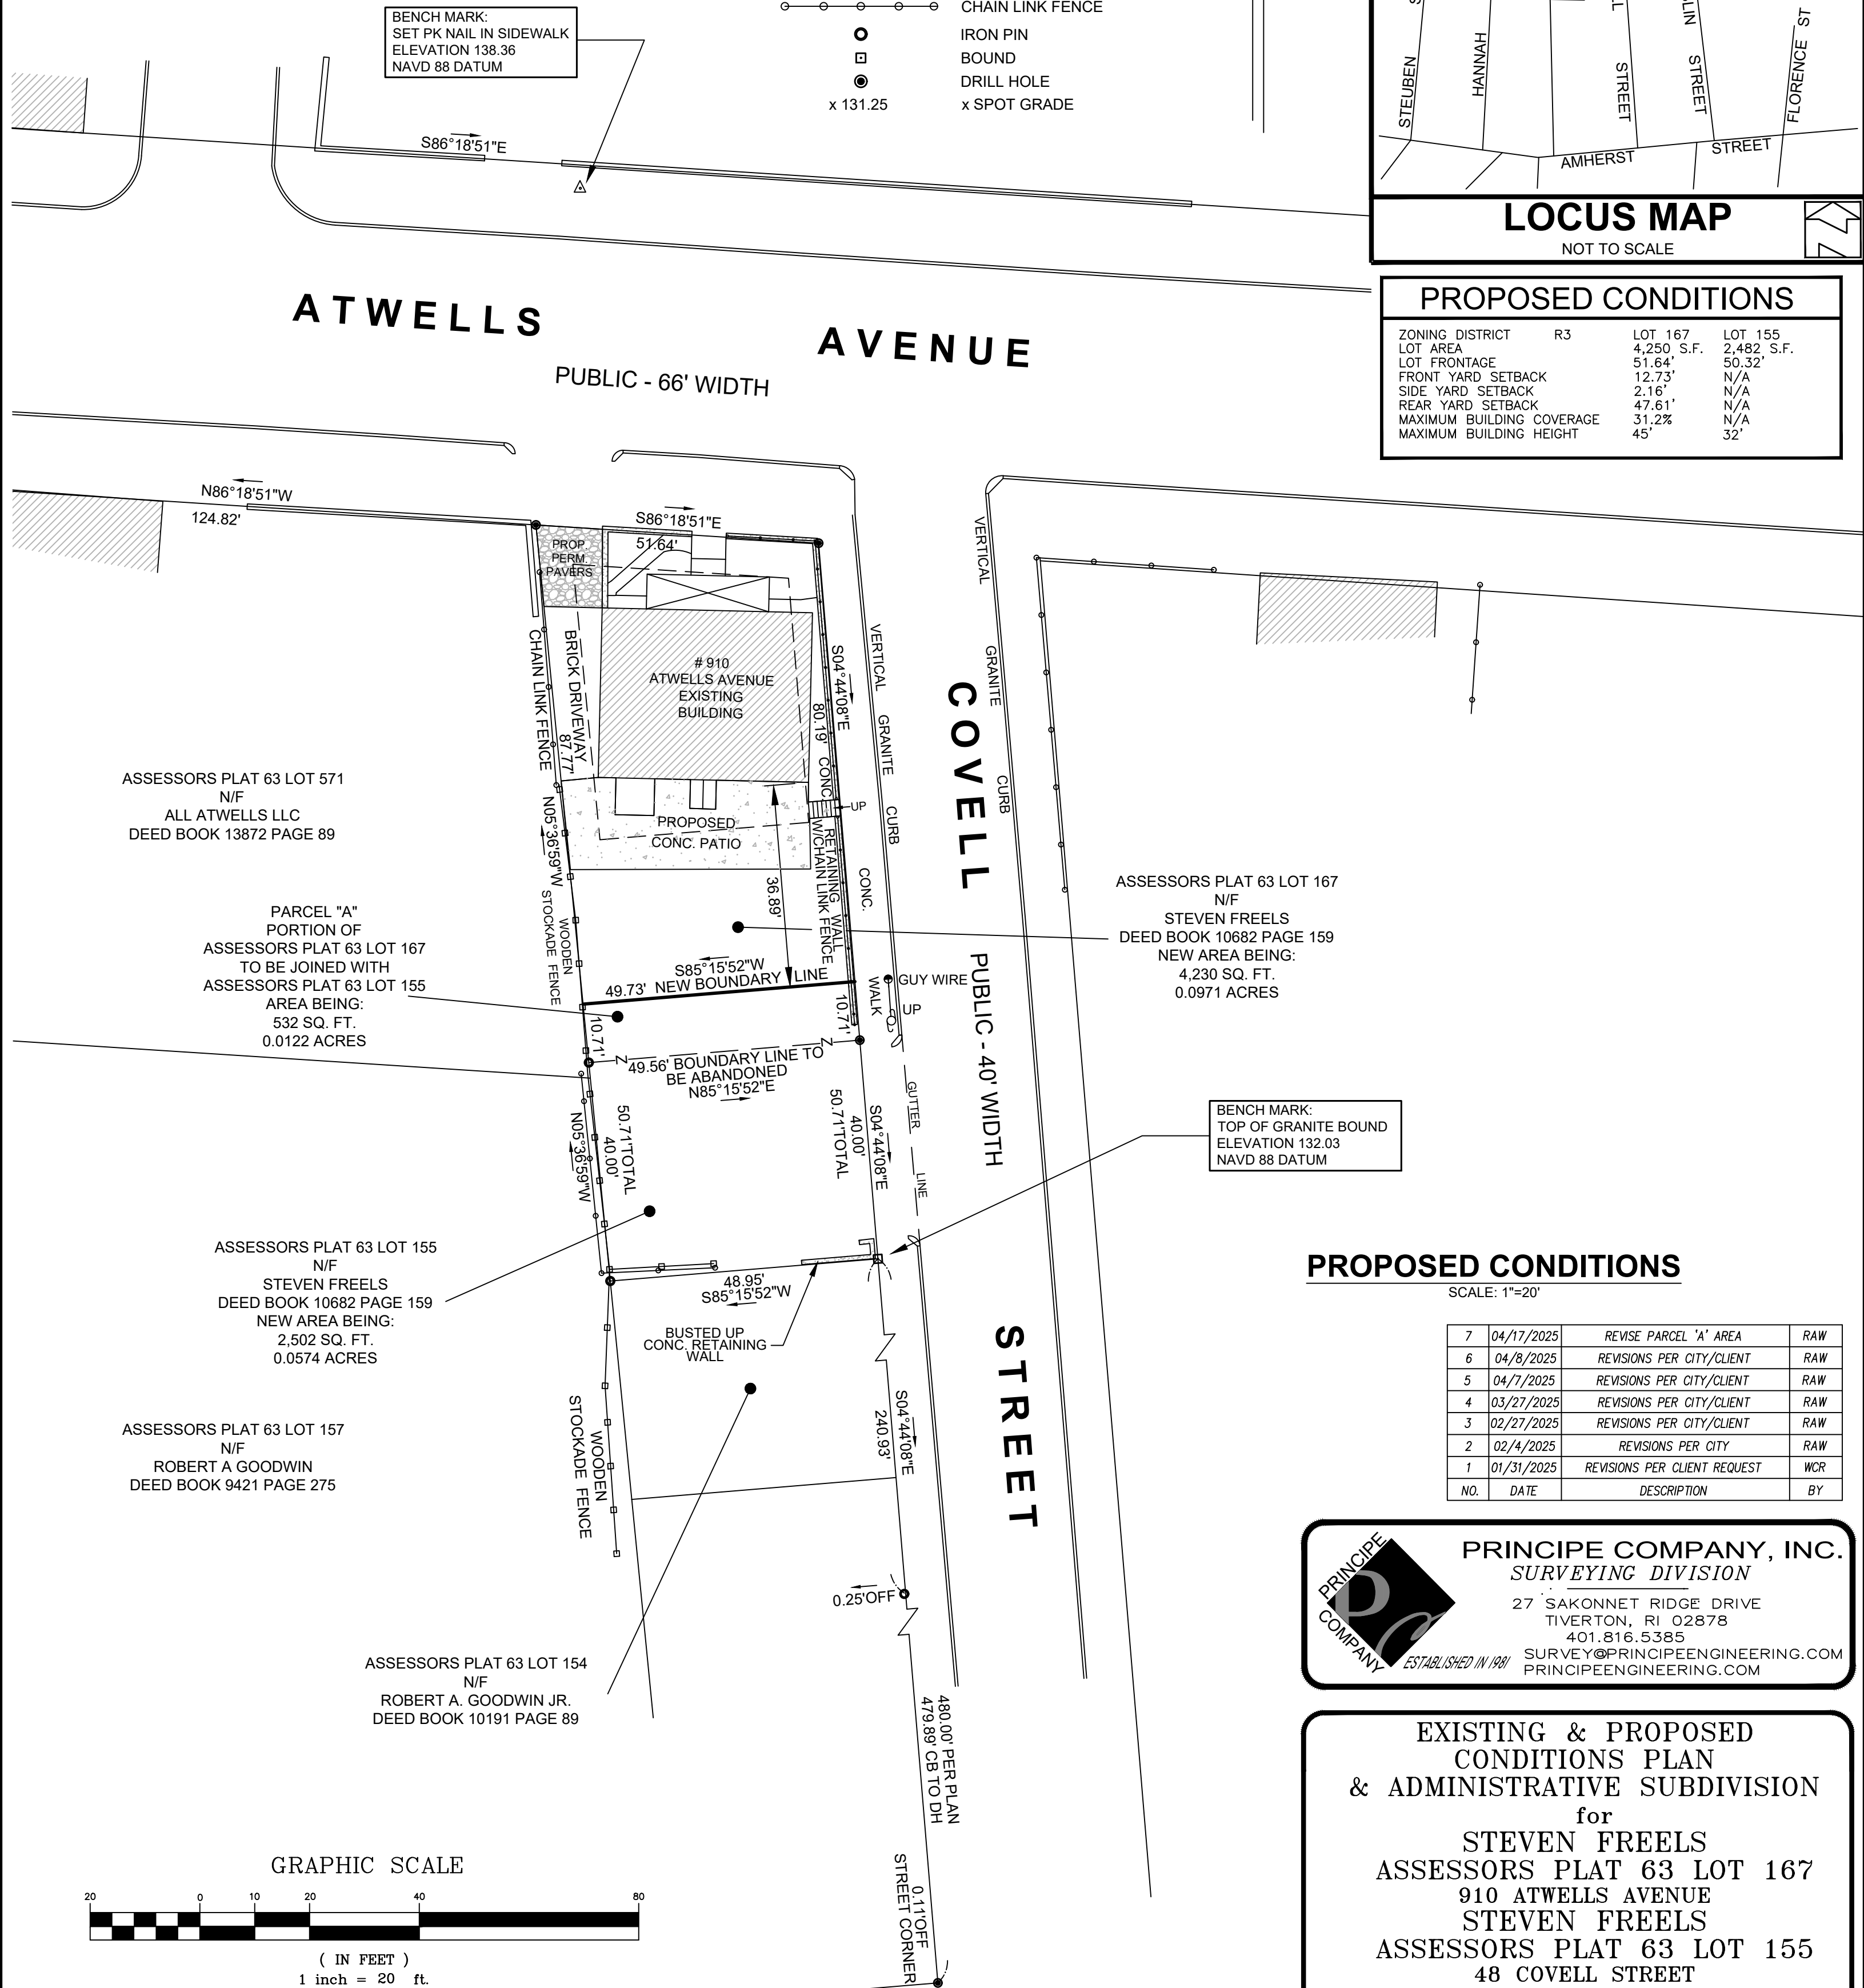 BENCH MARK:
SET PK NAIL IN SIDEWALK
ELEVATION 138.36
NAVD 88 DATUM
CHAIN LINK FENCE
IRON PIN
BOUND
DRILL HOLE
x 131.25
x SPOT GRADE
STEUBEN
HANNAH
STREET
STREET
FLORENCE ST
AMHERST
STREET
LOCUS MAP
NOT TO SCALE
S86°18'51"E
ATWELLS AVENUE
PUBLIC - 66' WIDTH
PROPOSED CONDITIONS
ZONING DISTRICT R3 LOT 167 LOT 155
LOT AREA 4,250 S.F. 2,482 S.F.
LOT FRONTAGE 51.64' 50.32'
FRONT YARD SETBACK 12.73' N/A
SIDE YARD SETBACK 2.16' N/A
REAR YARD SETBACK 47.61' N/A
MAXIMUM BUILDING COVERAGE 31.2% N/A
MAXIMUM BUILDING HEIGHT 45' 32'
N86°18'51"W
124.82'
S86°18'51"E
51.64'
PROP.
PERM.
PAVERS
CHAIN LINK FENCE
BRICK DRIVEWAY
87.77'
# 910
ATWELLS AVENUE
EXISTING
BUILDING
S04°44'08"E
80.19'
CONC.
RETAINING WALL
W/CHAIN LINK FENCE
UP
VERTICAL GRANITE CURB
VERTICAL GRANITE CURB
CONC.
WALK
PROPOSED
CONC. PATIO
N05°36'59"W
WOODEN
STOCKADE FENCE
36.89'
COVELL STREET
PUBLIC - 40' WIDTH
ASSESSORS PLAT 63 LOT 571
N/F
ALL ATWELLS LLC
DEED BOOK 13872 PAGE 89
PARCEL "A"
PORTION OF
ASSESSORS PLAT 63 LOT 167
TO BE JOINED WITH
ASSESSORS PLAT 63 LOT 155
AREA BEING:
532 SQ. FT.
0.0122 ACRES
ASSESSORS PLAT 63 LOT 167
N/F
STEVEN FREELS
DEED BOOK 10682 PAGE 159
NEW AREA BEING:
4,230 SQ. FT.
0.0971 ACRES
S85°15'52"W
49.73' NEW BOUNDARY LINE
10.71'
10.71'
GUY WIRE
UP
Z
Z
49.56' BOUNDARY LINE TO
BE ABANDONED
N85°15'52"E
GUTTER LINE
50.71'TOTAL
40.00'
N05°36'59"W
50.71'TOTAL
40.00'
S04°44'08"E
BENCH MARK:
TOP OF GRANITE BOUND
ELEVATION 132.03
NAVD 88 DATUM
ASSESSORS PLAT 63 LOT 155
N/F
STEVEN FREELS
DEED BOOK 10682 PAGE 159
NEW AREA BEING:
2,502 SQ. FT.
0.0574 ACRES
48.95'
S85°15'52"W
BUSTED UP
CONC. RETAINING
WALL
WOODEN
STOCKADE FENCE
S04°44'08"E
240.93'
ASSESSORS PLAT 63 LOT 157
N/F
ROBERT A GOODWIN
DEED BOOK 9421 PAGE 275
0.25'OFF
ASSESSORS PLAT 63 LOT 154
N/F
ROBERT A. GOODWIN JR.
DEED BOOK 10191 PAGE 89
480.00' PER PLAN
479.89' CB TO DH
0.11'OFF
STREET CORNER
PROPOSED CONDITIONS
SCALE: 1"=20'
7 04/17/2025 REVISE PARCEL 'A' AREA RAW
6 04/8/2025 REVISIONS PER CITY/CLIENT RAW
5 04/7/2025 REVISIONS PER CITY/CLIENT RAW
4 03/27/2025 REVISIONS PER CITY/CLIENT RAW
3 02/27/2025 REVISIONS PER CITY/CLIENT RAW
2 02/4/2025 REVISIONS PER CITY RAW
1 01/31/2025 REVISIONS PER CLIENT REQUEST WCR
NO. DATE DESCRIPTION BY
PRINCIPE
COMPANY
PC
ESTABLISHED IN 1981
PRINCIPE COMPANY, INC.
SURVEYING DIVISION
27 SAKONNET RIDGE DRIVE
TIVERTON, RI 02878
401.816.5385
SURVEY@PRINCIPEENGINEERING.COM
PRINCIPEENGINEERING.COM
EXISTING & PROPOSED
CONDITIONS PLAN
& ADMINISTRATIVE SUBDIVISION
for
STEVEN FREELS
ASSESSORS PLAT 63 LOT 167
910 ATWELLS AVENUE
STEVEN FREELS
ASSESSORS PLAT 63 LOT 155
48 COVELL STREET
GRAPHIC SCALE
20 0 10 20 40 80
( IN FEET )
1 inch = 20 ft.